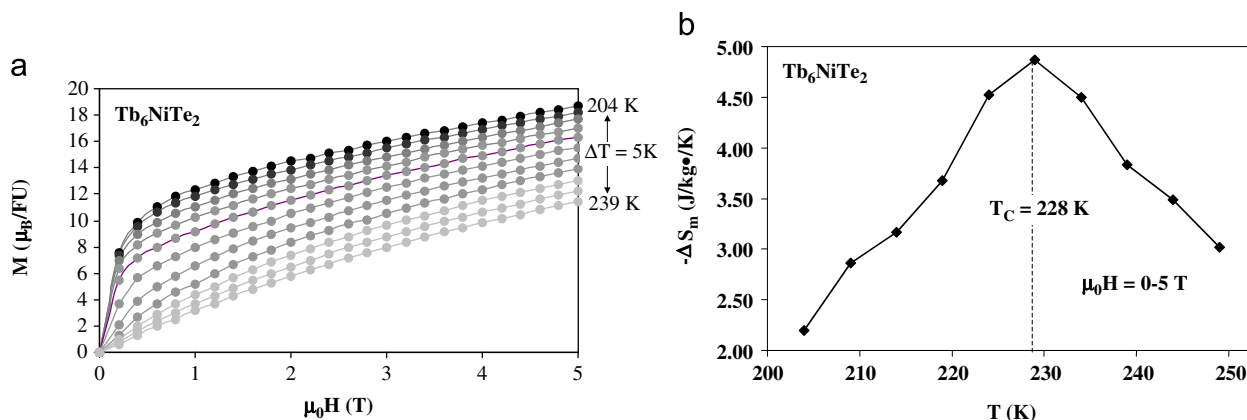 a
Tb₆NiTe₂
M (μB/FU)
20
18
16
14
12
10
8
6
4
2
0
204 K
ΔT = 5K
239 K
0 1 2 3 4 5
μ₀H (T)
b
Tb₆NiTe₂
-ΔSₘ (J/kg•/K)
5.00
4.50
4.00
3.50
3.00
2.50
2.00
T_C = 228 K
μ₀H = 0-5 T
200 210 220 230 240 250
T (K)